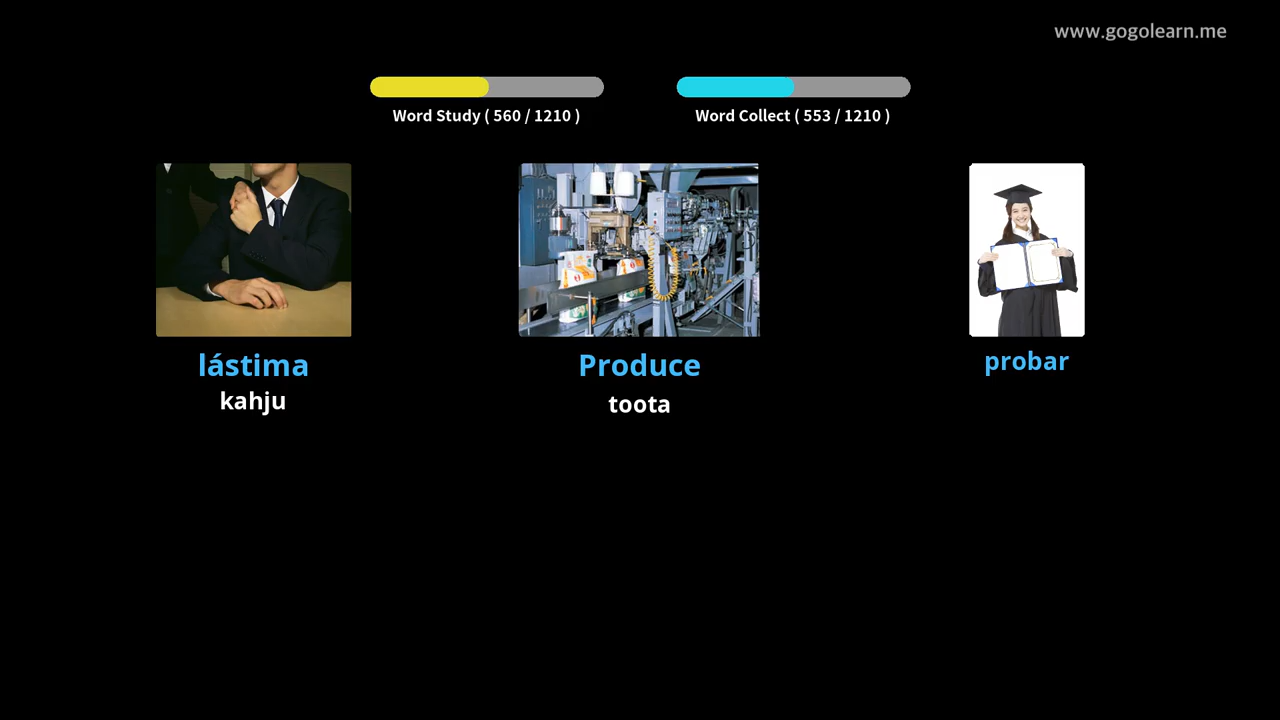 www.gogolearn.me
Word Study ( 560 / 1210 )
Word Collect ( 553 / 1210 )
lástima
kahju
Produce
toota
probar